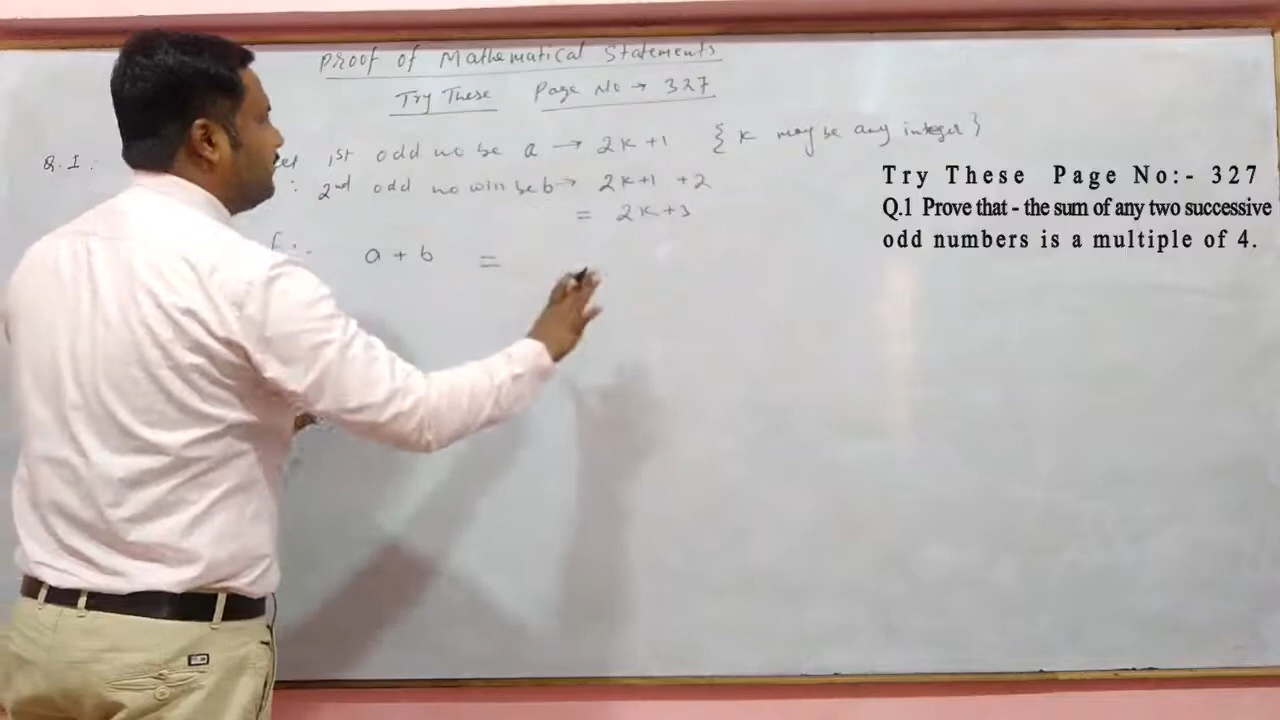 Proof of Mathematical Statements
Try These Page No → 327
Q.1. 1st odd no be a → 2K+1 { K may be any integer }
∴ 2nd odd no will be b → 2K+1 +2
= 2K+3
a + b =
Try These Page No:- 327
Q.1 Prove that - the sum of any two successive
odd numbers is a multiple of 4.